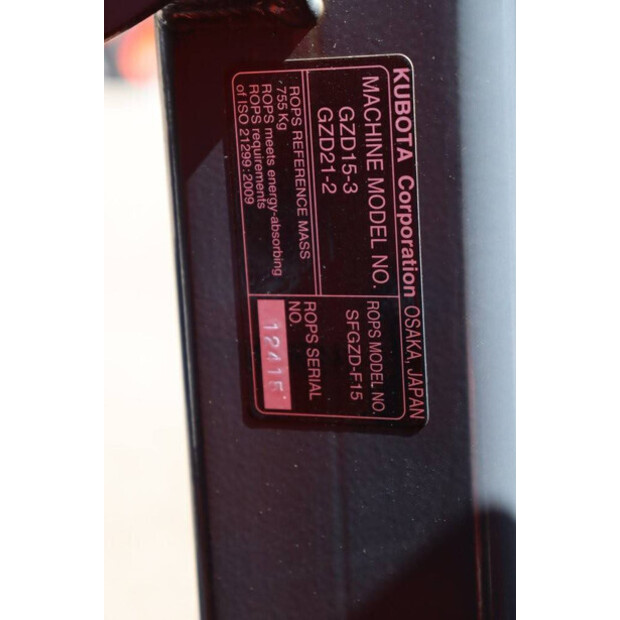 KUBOTA Corporation OSAKA, JAPAN
MACHINE MODEL NO.
GZD15-3
GZD21-2
ROPS MODEL NO.
SFGZD-F15
ROPS REFERENCE MASS
755 Kg
ROPS meets energy-absorbing
ROPS requirements
of ISO 21299:2009
ROPS SERIAL
NO.
12415